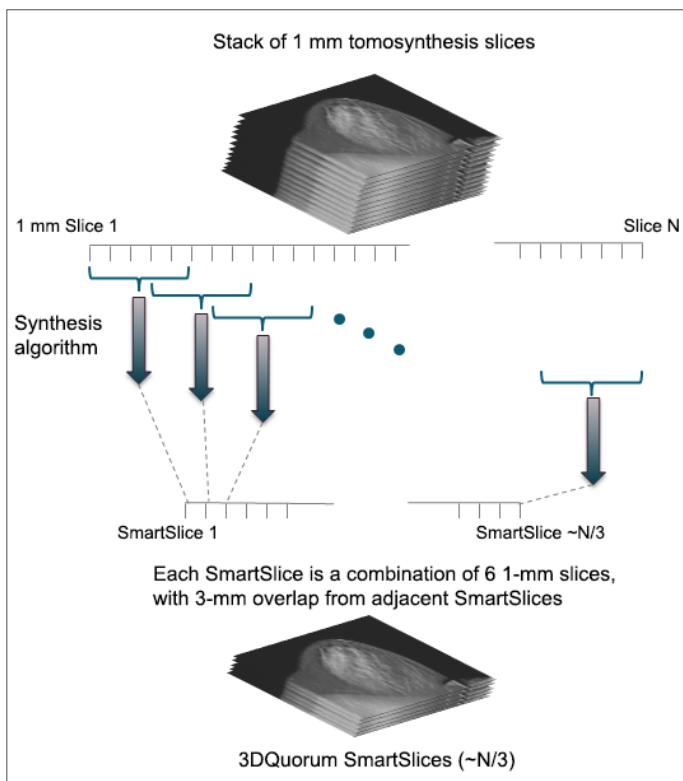 Stack of 1 mm tomosynthesis slices
1 mm Slice 1
Slice N
Synthesis
algorithm
SmartSlice 1
SmartSlice ~N/3
Each SmartSlice is a combination of 6 1-mm slices,
with 3-mm overlap from adjacent SmartSlices
3DQuorum SmartSlices (~N/3)